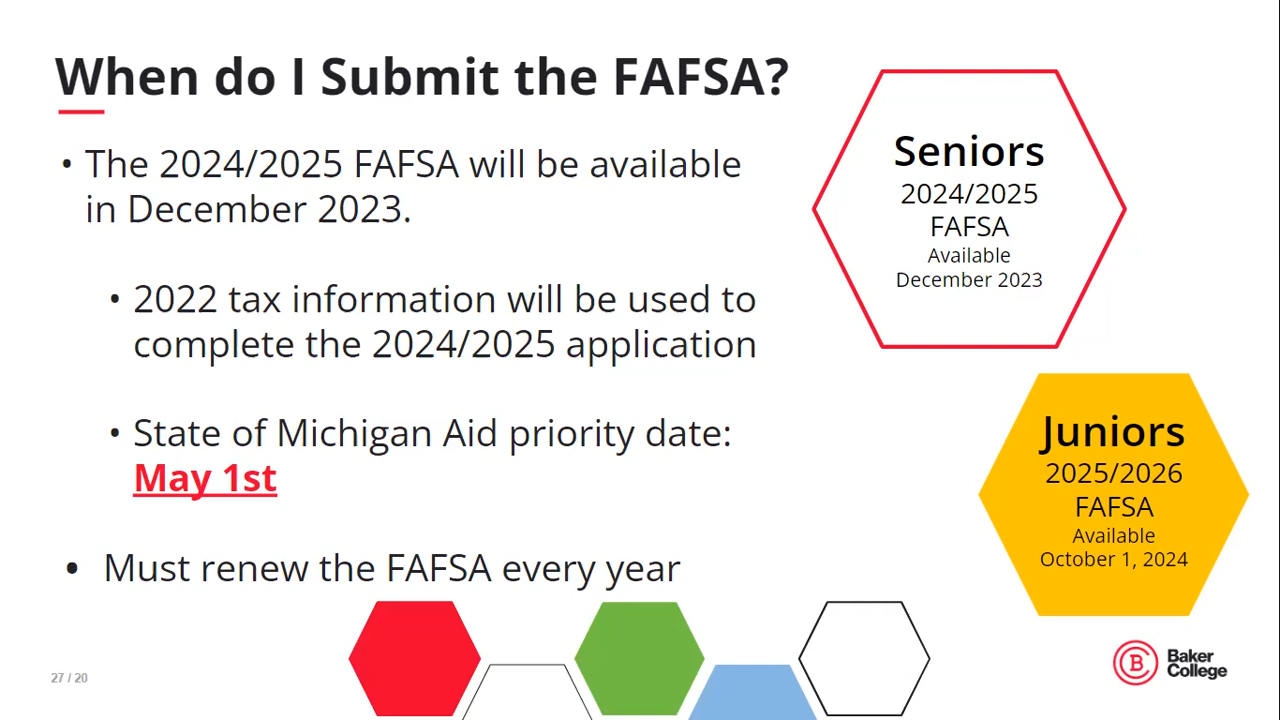 When do I Submit the FAFSA?
• The 2024/2025 FAFSA will be available
in December 2023.
• 2022 tax information will be used to
complete the 2024/2025 application
• State of Michigan Aid priority date:
May 1st
• Must renew the FAFSA every year
Seniors
2024/2025
FAFSA
Available
December 2023
Juniors
2025/2026
FAFSA
Available
October 1, 2024
27 / 20
B
Baker
College